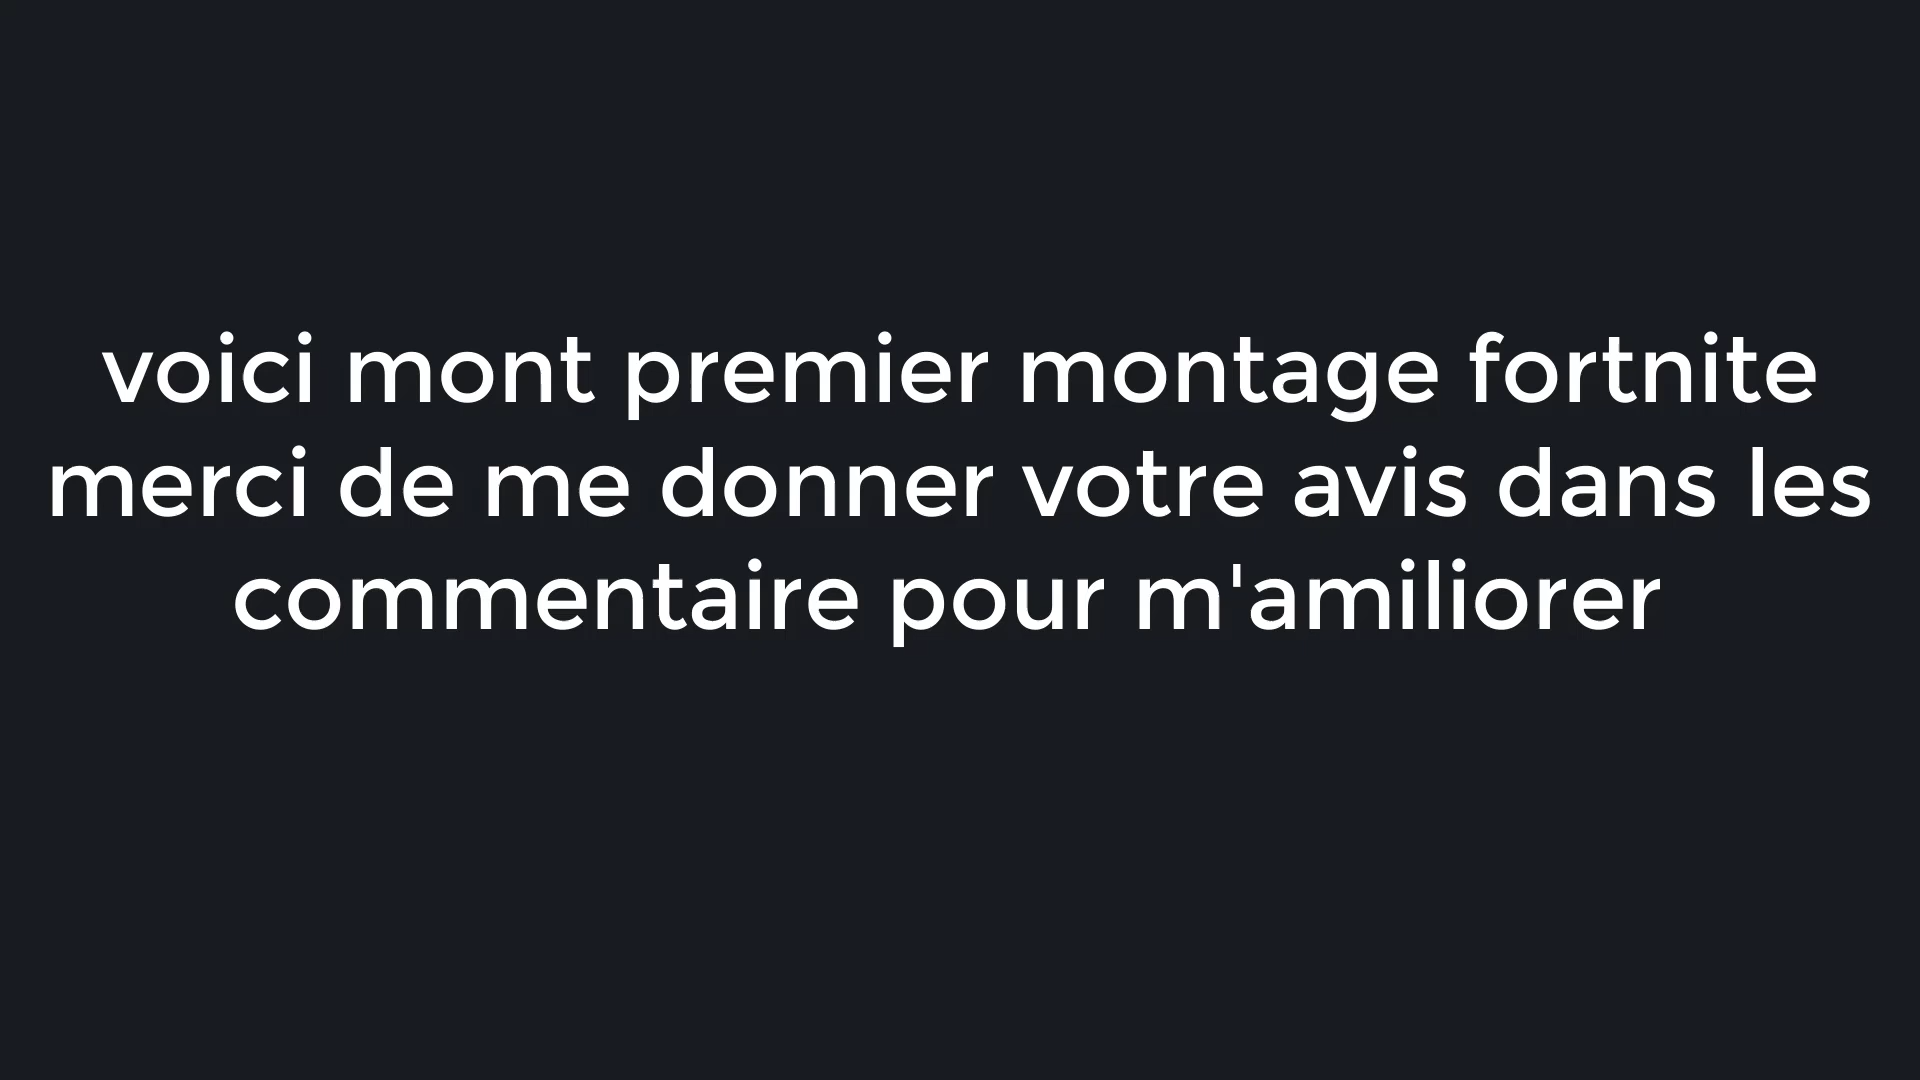 voici mont premier montage fortnite
merci de me donner votre avis dans les
commentaire pour m'amiliorer